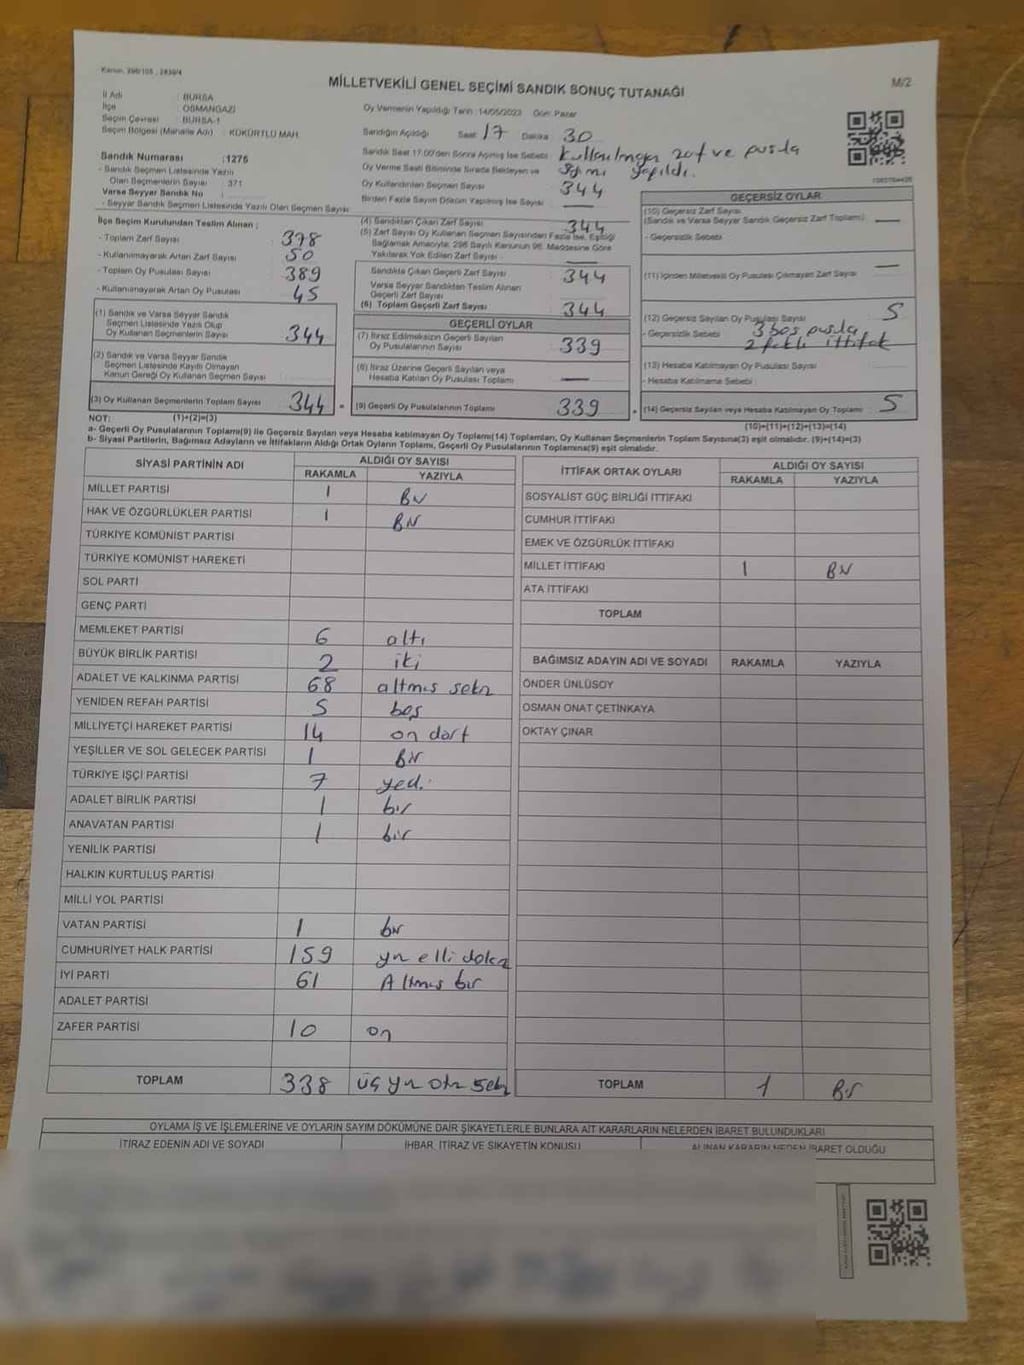 Kanun: 298/105 ; 2839/4
MİLLETVEKİLİ GENEL SEÇİMİ SANDIK SONUÇ TUTANAĞI
M/2
İl Adı : BURSA
İlçe : OSMANGAZİ
Seçim Çevresi : BURSA-1
Seçim Bölgesi (Mahalle Adı) : KÜKÜRTLÜ MAH.
Oy Vermenin Yapıldığı Tarih :14/05/2023 Gün: Pazar
Sandığın Açıldığı Saat 17 Dakika 30
Sandık Saat 17:00'den Sonra Açılmış İse Sebebi Kullanılmayan zarf ve pusula
Oy Verme Saati Bitiminde Sırada Bekleyen ve sayımı yapıldı.
Oy Kullandırılan Seçmen Sayısı 344
Birden Fazla Sayım Döküm Yapılmış İse Sayısı —
Sandık Numarası :1276
- Sandık Seçmen Listesinde Yazılı
Olan Seçmenlerin Sayısı : 371
Varsa Seyyar Sandık No :
- Seyyar Sandık Seçmen Listesinde Yazılı Olan Seçmen Sayısı:
İlçe Seçim Kurulundan Teslim Alınan ;
- Toplam Zarf Sayısı 378
- Kullanılmayarak Artan Zarf Sayısı 50
- Toplam Oy Pusulası Sayısı 389
- Kullanılmayarak Artan Oy Pusulası 45
(1) Sandık ve Varsa Seyyar Sandık
Seçmen Listesinde Yazılı Olup
Oy Kullanan Seçmenlerin Sayısı 344
(2) Sandık ve Varsa Seyyar Sandık
Seçmen Listesinde Kaydı Olmayan
Kanun Gereği Oy Kullanan Seçmen Sayısı
(3) Oy Kullanan Seçmenlerin Toplam Sayısı 344 =
(4) Sandıktan Çıkan Zarf Sayısı 344
(5) Zarf Sayısı Oy Kullanan Seçmen Sayısından Fazla İse, Eşitliği
Bağlamak Amacıyla, 298 Sayılı Kanunun 98. Maddesine Göre
Yakılarak Yok Edilen Zarf Sayısı —
Sandıkta Çıkan Geçerli Zarf Sayısı 344
Varsa Seyyar Sandıktan Teslim Alınan
Geçerli Zarf Sayısı
(6) Toplam Geçerli Zarf Sayısı 344
GEÇERLİ OYLAR
(7) İtiraz Edilmeksizin Geçerli Sayılan
Oy Pusulalarının Sayısı 339
(8) İtiraz Üzerine Geçerli Sayılan veya
Hesaba Katılan Oy Pusulası Toplamı —
(9) Geçerli Oy Pusulalarının Toplamı 339
GEÇERSİZ OYLAR
(10) Geçersiz Zarf Sayısı
(Sandık ve Varsa Seyyar Sandık Geçersiz Zarf Toplamı) —
- Geçersizlik Sebebi
(11) İçinden Milletvekili Oy Pusulası Çıkmayan Zarf Sayısı —
(12) Geçersiz Sayılan Oy Pusulası Sayısı 5
- Geçersizlik Sebebi 3 boş pusula
2 farklı ittifak
(13) Hesaba Katılmayan Oy Pusulası Sayısı
- Hesaba Katılmama Sebebi
(14) Geçersiz Sayılan veya Hesaba Katılmayan Oy Toplamı 5
NOT: (1)+(2)=(3)
(10)+(11)+(12)+(13)=(14)
a- Geçerli Oy Pusulalarının Toplamı(9) ile Geçersiz Sayılan veya Hesaba katılmayan Oy Toplamı(14) Toplamları, Oy Kullanan Seçmenlerin Toplam Sayısına(3) eşit olmalıdır. (9)+(14)=(3)
b- Siyasi Partilerin, Bağımsız Adayların ve İttifakların Aldığı Ortak Oyların Toplamı, Geçerli Oy Pusulalarının Toplamına(9) eşit olmalıdır.
SİYASİ PARTİNİN ADI ALDIĞI OY SAYISI
RAKAMLA YAZIYLA
MİLLET PARTİSİ 1 Bir
HAK VE ÖZGÜRLÜKLER PARTİSİ 1 Bir
TÜRKİYE KOMÜNİST PARTİSİ
TÜRKİYE KOMÜNİST HAREKETİ
SOL PARTİ
GENÇ PARTİ
MEMLEKET PARTİSİ 6 altı
BÜYÜK BİRLİK PARTİSİ 2 iki
ADALET VE KALKINMA PARTİSİ 68 altmış sekiz
YENİDEN REFAH PARTİSİ 5 beş
MİLLİYETÇİ HAREKET PARTİSİ 14 on dört
YEŞİLLER VE SOL GELECEK PARTİSİ 1 Bir
TÜRKİYE İŞÇİ PARTİSİ 7 yedi
ADALET BİRLİK PARTİSİ 1 bir
ANAVATAN PARTİSİ 1 bir
YENİLİK PARTİSİ
HALKIN KURTULUŞ PARTİSİ
MİLLİ YOL PARTİSİ
VATAN PARTİSİ 1 bir
CUMHURİYET HALK PARTİSİ 159 yüz elli dokuz
İYİ PARTİ 61 Altmış bir
ADALET PARTİSİ
ZAFER PARTİSİ 10 on
TOPLAM 338 üç yüz otuz sekiz
İTTİFAK ORTAK OYLARI ALDIĞI OY SAYISI
RAKAMLA YAZIYLA
SOSYALİST GÜÇ BİRLİĞİ İTTİFAKI
CUMHUR İTTİFAKI
EMEK VE ÖZGÜRLÜK İTTİFAKI
MİLLET İTTİFAKI 1 Bir
ATA İTTİFAKI
TOPLAM
BAĞIMSIZ ADAYIN ADI VE SOYADI RAKAMLA YAZIYLA
ÖNDER ÜNLÜSOY
OSMAN ONAT ÇETİNKAYA
OKTAY ÇINAR
TOPLAM 1 Bir
OYLAMA İŞ VE İŞLEMLERİNE VE OYLARIN SAYIM DÖKÜMÜNE DAİR ŞİKAYETLERLE BUNLARA AİT KARARLARIN NELERDEN İBARET BULUNDUKLARI
İTİRAZ EDENİN ADI VE SOYADI İHBAR, İTİRAZ VE ŞİKAYETİN KONUSU ALINAN KARARIN NEDEN İBARET OLDUĞU